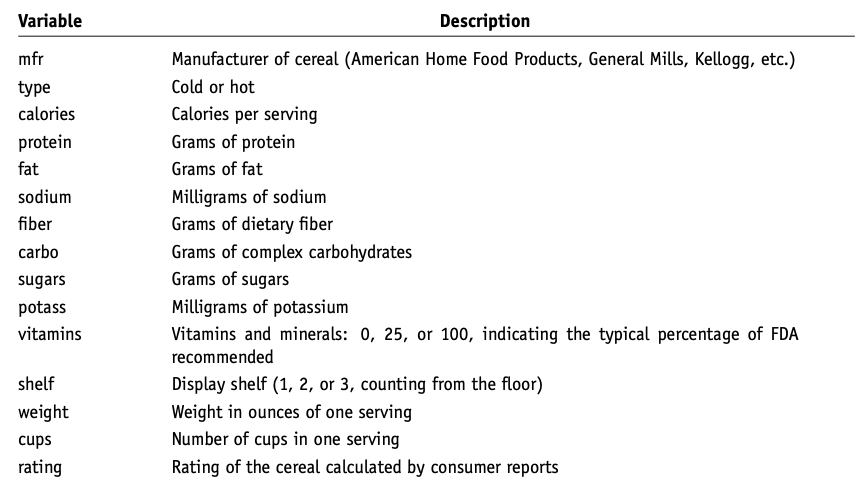 Variable Description
mfr Manufacturer of cereal (American Home Food Products, General Mills, Kellogg, etc.)
type Cold or hot
calories Calories per serving
protein Grams of protein
fat Grams of fat
sodium Milligrams of sodium
fiber Grams of dietary fiber
carbo Grams of complex carbohydrates
sugars Grams of sugars
potass Milligrams of potassium
vitamins Vitamins and minerals: 0, 25, or 100, indicating the typical percentage of FDA
recommended
shelf Display shelf (1, 2, or 3, counting from the floor)
weight Weight in ounces of one serving
cups Number of cups in one serving
rating Rating of the cereal calculated by consumer reports